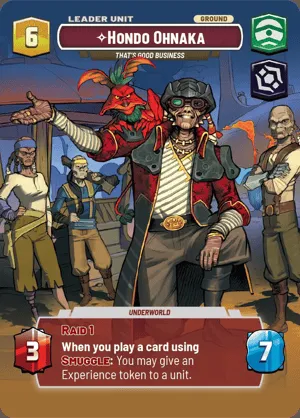 LEADER UNIT
GROUND
6
HONDO OHNAKA
THAT'S GOOD BUSINESS
UNDERWORLD
RAID 1
When you play a card using
SMUGGLE: You may give an
Experience token to a unit.
3
7